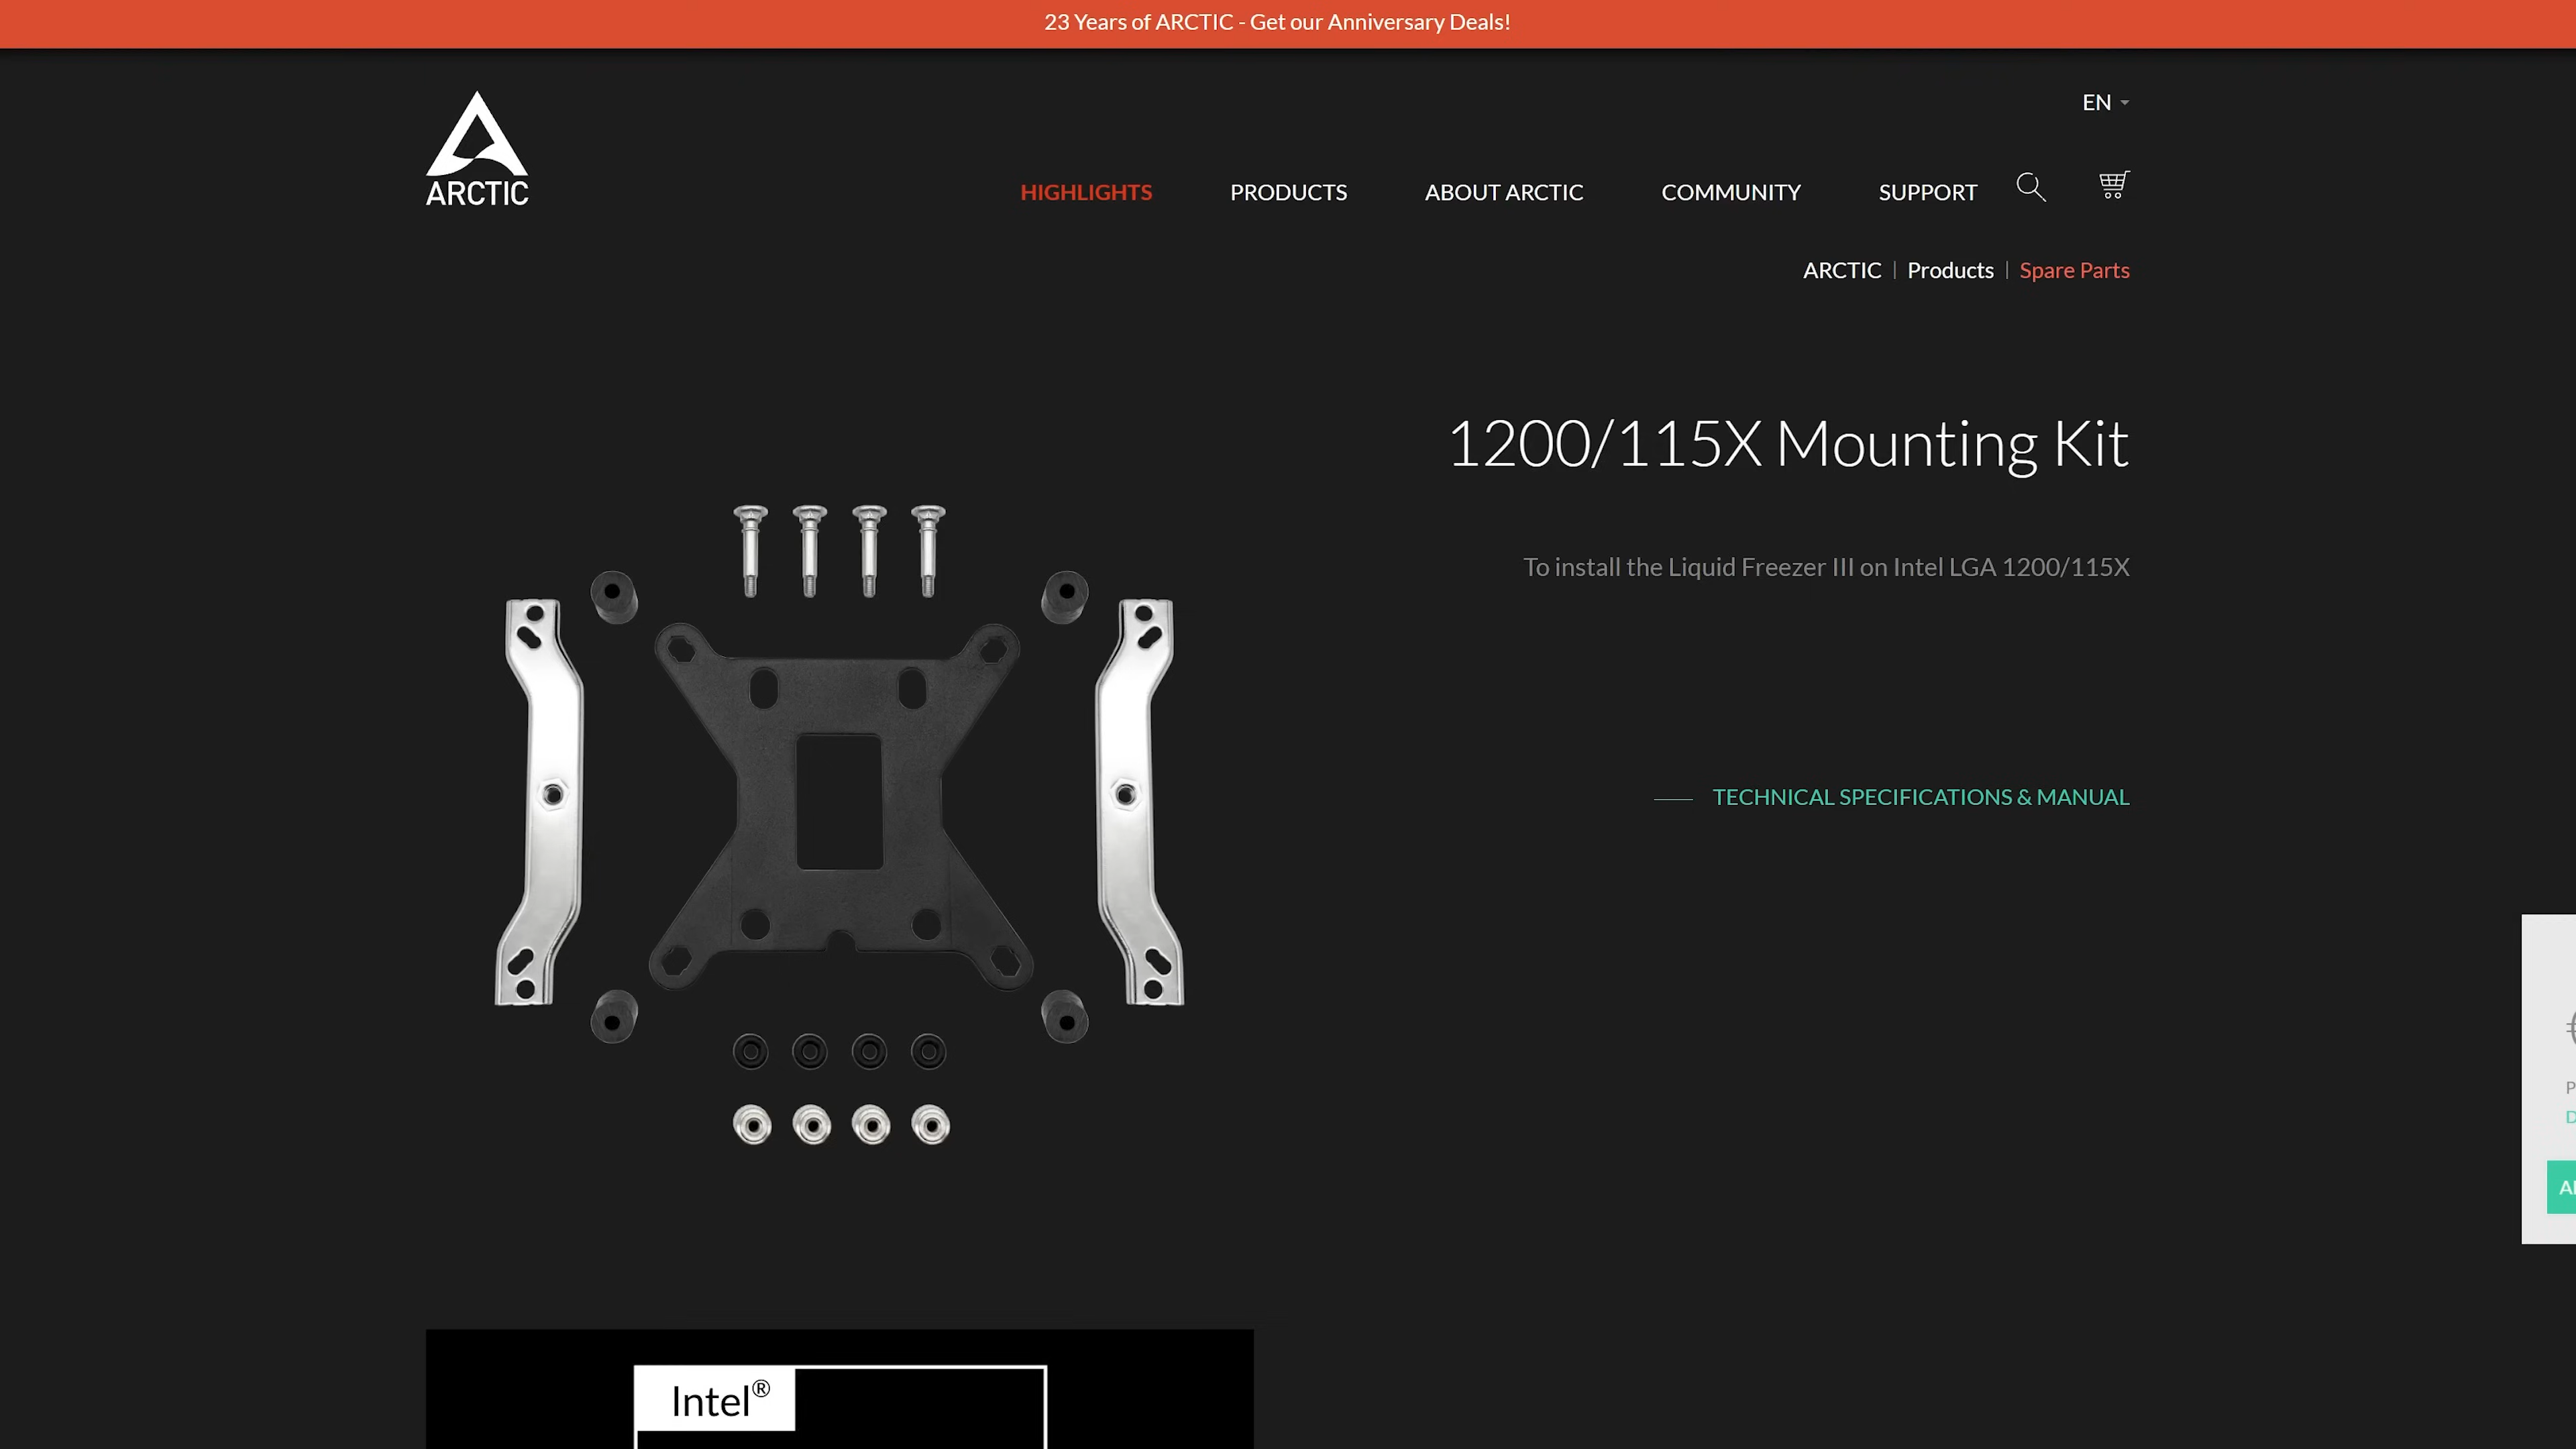 23 Years of ARCTIC - Get our Anniversary Deals!
EN
ARCTIC
HIGHLIGHTS PRODUCTS ABOUT ARCTIC COMMUNITY SUPPORT
ARCTIC | Products | Spare Parts
1200/115X Mounting Kit
To install the Liquid Freezer III on Intel LGA 1200/115X
TECHNICAL SPECIFICATIONS & MANUAL
Intel®